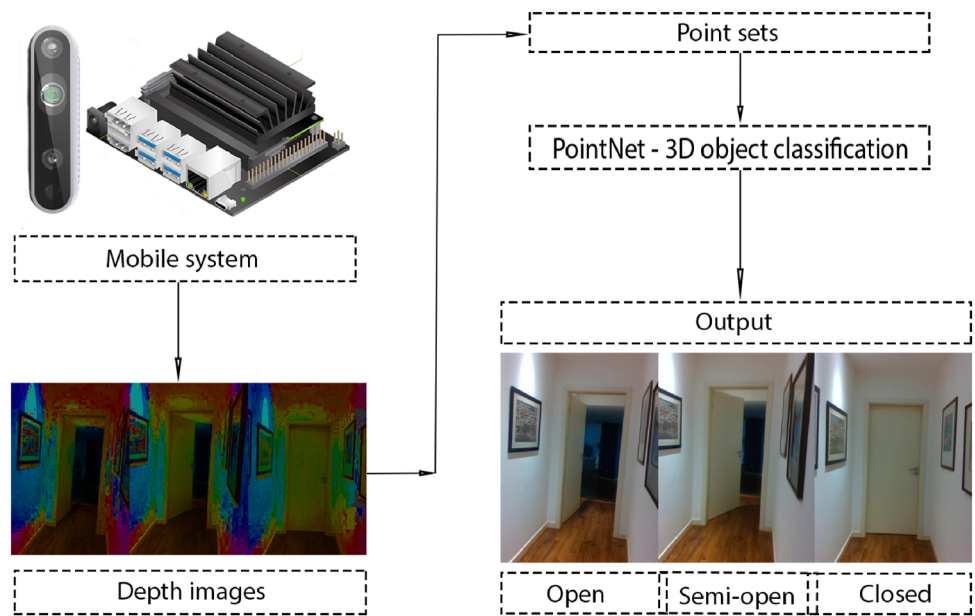 Mobile system
Depth images
Point sets
PointNet - 3D object classification
Output
Open
Semi-open
Closed